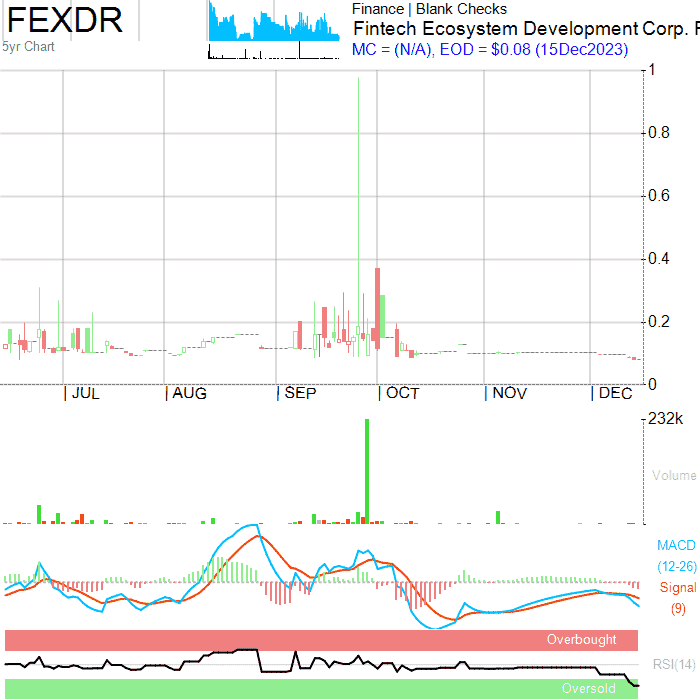 FEXDR
5yr Chart
Finance | Blank Checks
Fintech Ecosystem Development Corp.
MC = (N/A), EOD = $0.08 (15Dec2023)
1
0.8
0.6
0.4
0.2
0
| JUL | AUG | SEP | OCT | NOV | DEC
232k
Volume
MACD
(12-26)
Signal
(9)
Overbought
RSI(14)
Oversold